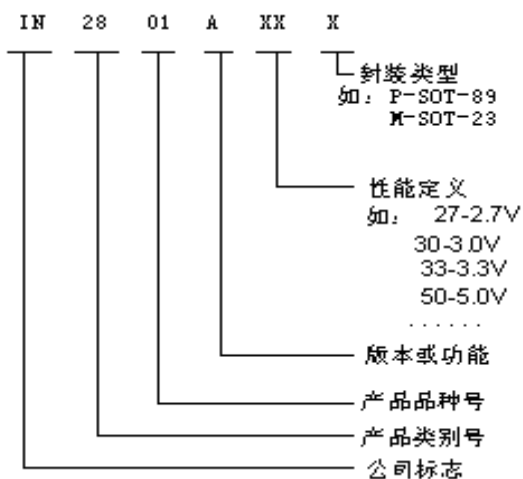 IN 28 01 A XX X
封装类型
如：P-SOT-89
M-SOT-23
性能定义
如：27-2.7V
30-3.0V
33-3.3V
50-5.0V
......
版本或功能
产品品种号
产品类别号
公司标志